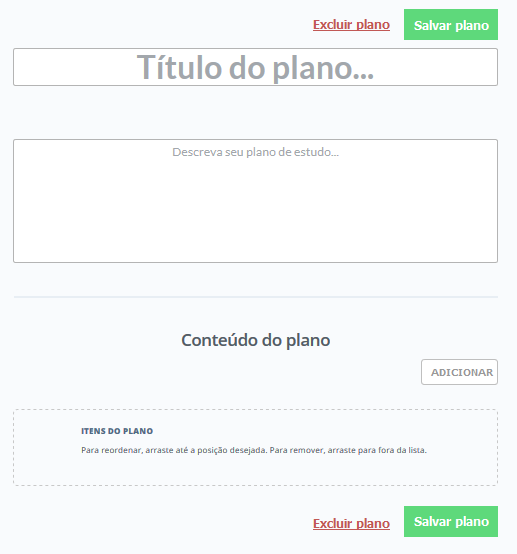 Excluir plano Salvar plano
Título do plano...
Descreva seu plano de estudo...
Conteúdo do plano
ADICIONAR
ITENS DO PLANO
Para reordenar, arraste até a posição desejada. Para remover, arraste para fora da lista.
Excluir plano Salvar plano